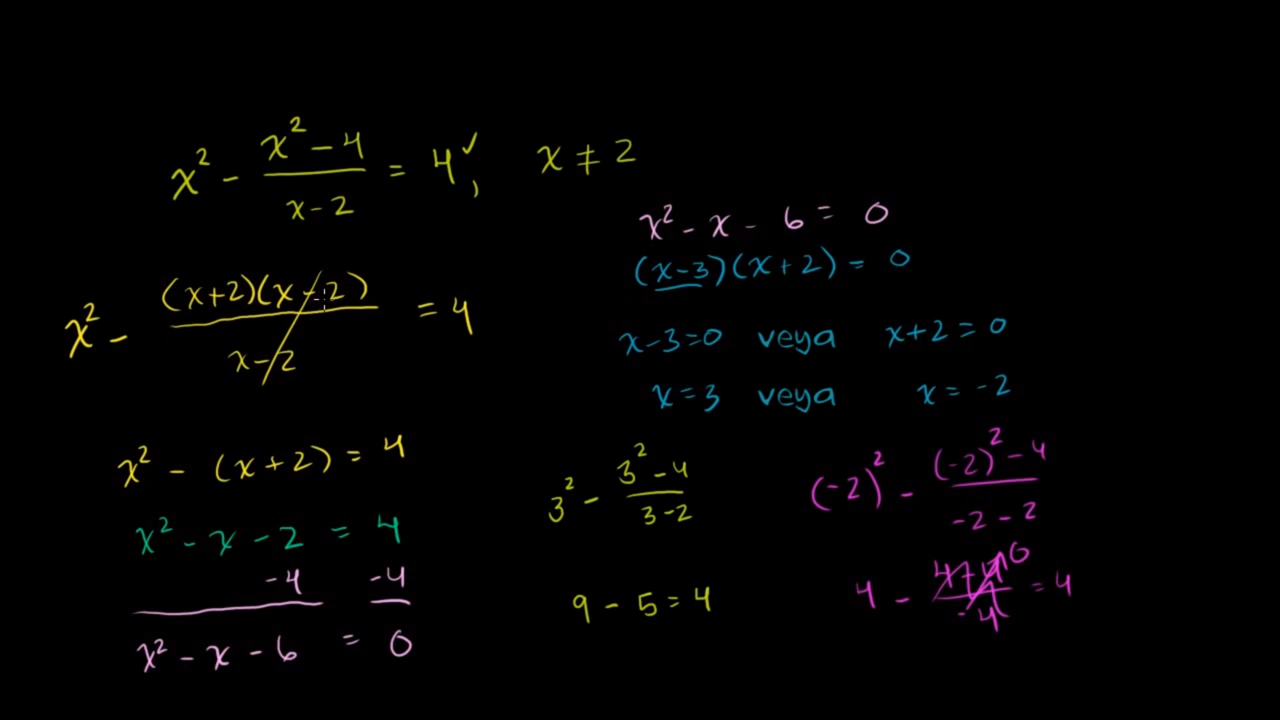 x² - (x² - 4)/(x - 2) = 4 ✓, x ≠ 2
x² - ((x+2)(x-2))/(x-2) = 4
x² - (x+2) = 4
x² - x - 2 = 4
-4 -4
x² - x - 6 = 0
x² - x - 6 = 0
(x-3)(x+2) = 0
x-3=0 veya x+2=0
x=3 veya x=-2
3² - (3² - 4)/(3-2)
9 - 5 = 4
(-2)² - ((-2)² - 4)/(-2 - 2)